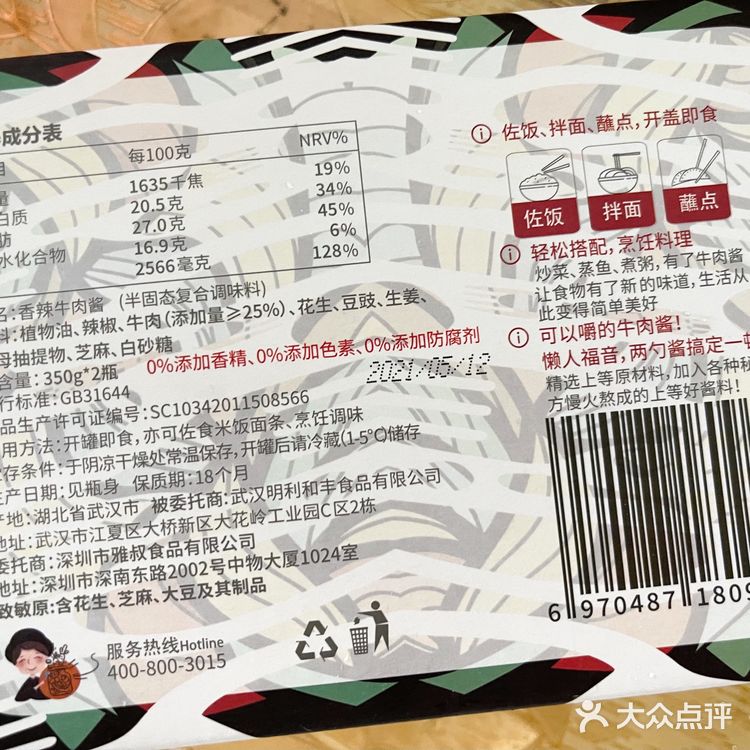 成分表
每100克 NRV%
1635千焦 19%
白质 20.5克 34%
肪 27.0克 45%
水化合物 16.9克 6%
2566毫克 128%
名:香辣牛肉酱(半固态复合调味料)
料:植物油、辣椒、牛肉(添加量≥25%)、花生、豆豉、生姜、
母抽提物、芝麻、白砂糖
0%添加香精、0%添加色素、0%添加防腐剂
含量:350g*2瓶
2021/05/12
行标准:GB31644
品生产许可证编号:SC10342011508566
用方法:开罐即食,亦可佐食米饭面条、烹饪调味
存条件:于阴凉干燥处常温保存,开罐后请冷藏(1-5℃)储存
生产日期:见瓶身 保质期:18个月
产地:湖北省武汉市 被委托商:武汉明利和丰食品有限公司
地址:武汉市江夏区大桥新区大花岭工业园C区2栋
委托商:深圳市雅叔食品有限公司
地址:深圳市深南东路2002号中物大厦1024室
致敏原:含花生、芝麻、大豆及其制品
服务热线Hotline
400-800-3015
佐饭、拌面、蘸点,开盖即食
佐饭 拌面 蘸点
轻松搭配,烹饪料理
炒菜、蒸鱼、煮粥,有了牛肉酱
让食物有了新的味道,生活从
此变得简单美好
可以嚼的牛肉酱!
懒人福音,两勺酱搞定一顿
精选上等原材料,加入各种秘
方慢火熬成的上等好酱料!
6 970487 1809
大众点评